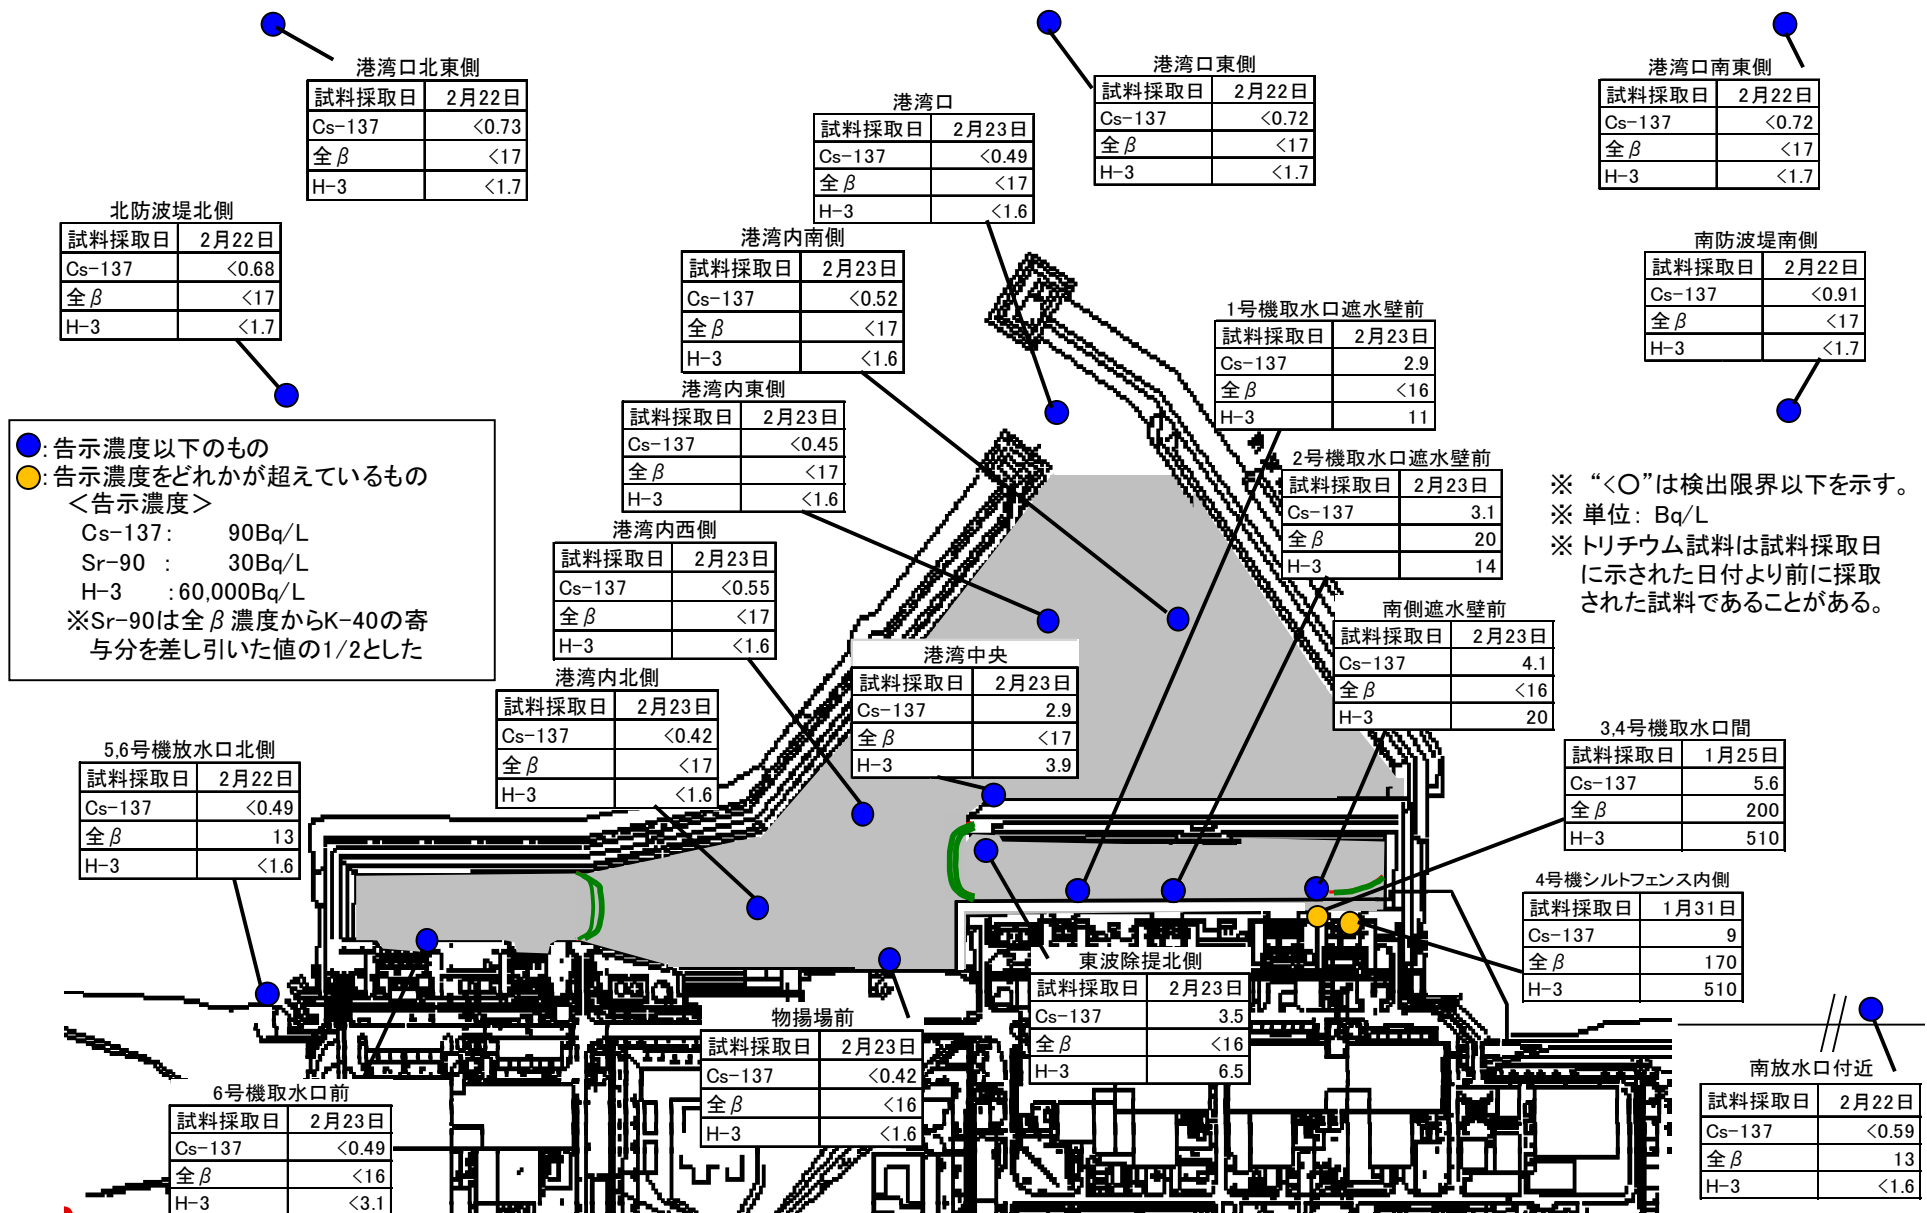 港湾口北東側
試料採取日 2月22日
Cs-137 <0.73
全β <17
H-3 <1.7
港湾口東側
試料採取日 2月22日
Cs-137 <0.72
全β <17
H-3 <1.7
港湾口南東側
試料採取日 2月22日
Cs-137 <0.72
全β <17
H-3 <1.7
港湾口
試料採取日 2月23日
Cs-137 <0.49
全β <17
H-3 <1.6
北防波堤北側
試料採取日 2月22日
Cs-137 <0.68
全β <17
H-3 <1.7
港湾内南側
試料採取日 2月23日
Cs-137 <0.52
全β <17
H-3 <1.6
南防波堤南側
試料採取日 2月22日
Cs-137 <0.91
全β <17
H-3 <1.7
1号機取水口遮水壁前
試料採取日 2月23日
Cs-137 2.9
全β <16
H-3 11
港湾内東側
試料採取日 2月23日
Cs-137 <0.45
全β <17
H-3 <1.6
2号機取水口遮水壁前
試料採取日 2月23日
Cs-137 3.1
全β 20
H-3 14
:告示濃度以下のもの
:告示濃度をどれかが超えているもの
<告示濃度>
Cs-137: 90Bq/L
Sr-90 : 30Bq/L
H-3 :60,000Bq/L
※Sr-90は全β濃度からK-40の寄
与分を差し引いた値の1/2とした
※ “<○”は検出限界以下を示す。
※ 単位: Bq/L
※ トリチウム試料は試料採取日
に示された日付より前に採取
された試料であることがある。
港湾内西側
試料採取日 2月23日
Cs-137 <0.55
全β <17
H-3 <1.6
南側遮水壁前
試料採取日 2月23日
Cs-137 4.1
全β <16
H-3 20
港湾中央
試料採取日 2月23日
Cs-137 2.9
全β <17
H-3 3.9
港湾内北側
試料採取日 2月23日
Cs-137 <0.42
全β <17
H-3 <1.6
3,4号機取水口間
試料採取日 1月25日
Cs-137 5.6
全β 200
H-3 510
5,6号機放水口北側
試料採取日 2月22日
Cs-137 <0.49
全β 13
H-3 <1.6
4号機シルトフェンス内側
試料採取日 1月31日
Cs-137 9
全β 170
H-3 510
東波除提北側
試料採取日 2月23日
Cs-137 3.5
全β <16
H-3 6.5
物揚場前
試料採取日 2月23日
Cs-137 <0.42
全β <16
H-3 <1.6
南放水口付近
試料採取日 2月22日
Cs-137 <0.59
全β 13
H-3 <1.6
6号機取水口前
試料採取日 2月23日
Cs-137 <0.49
全β <16
H-3 <3.1